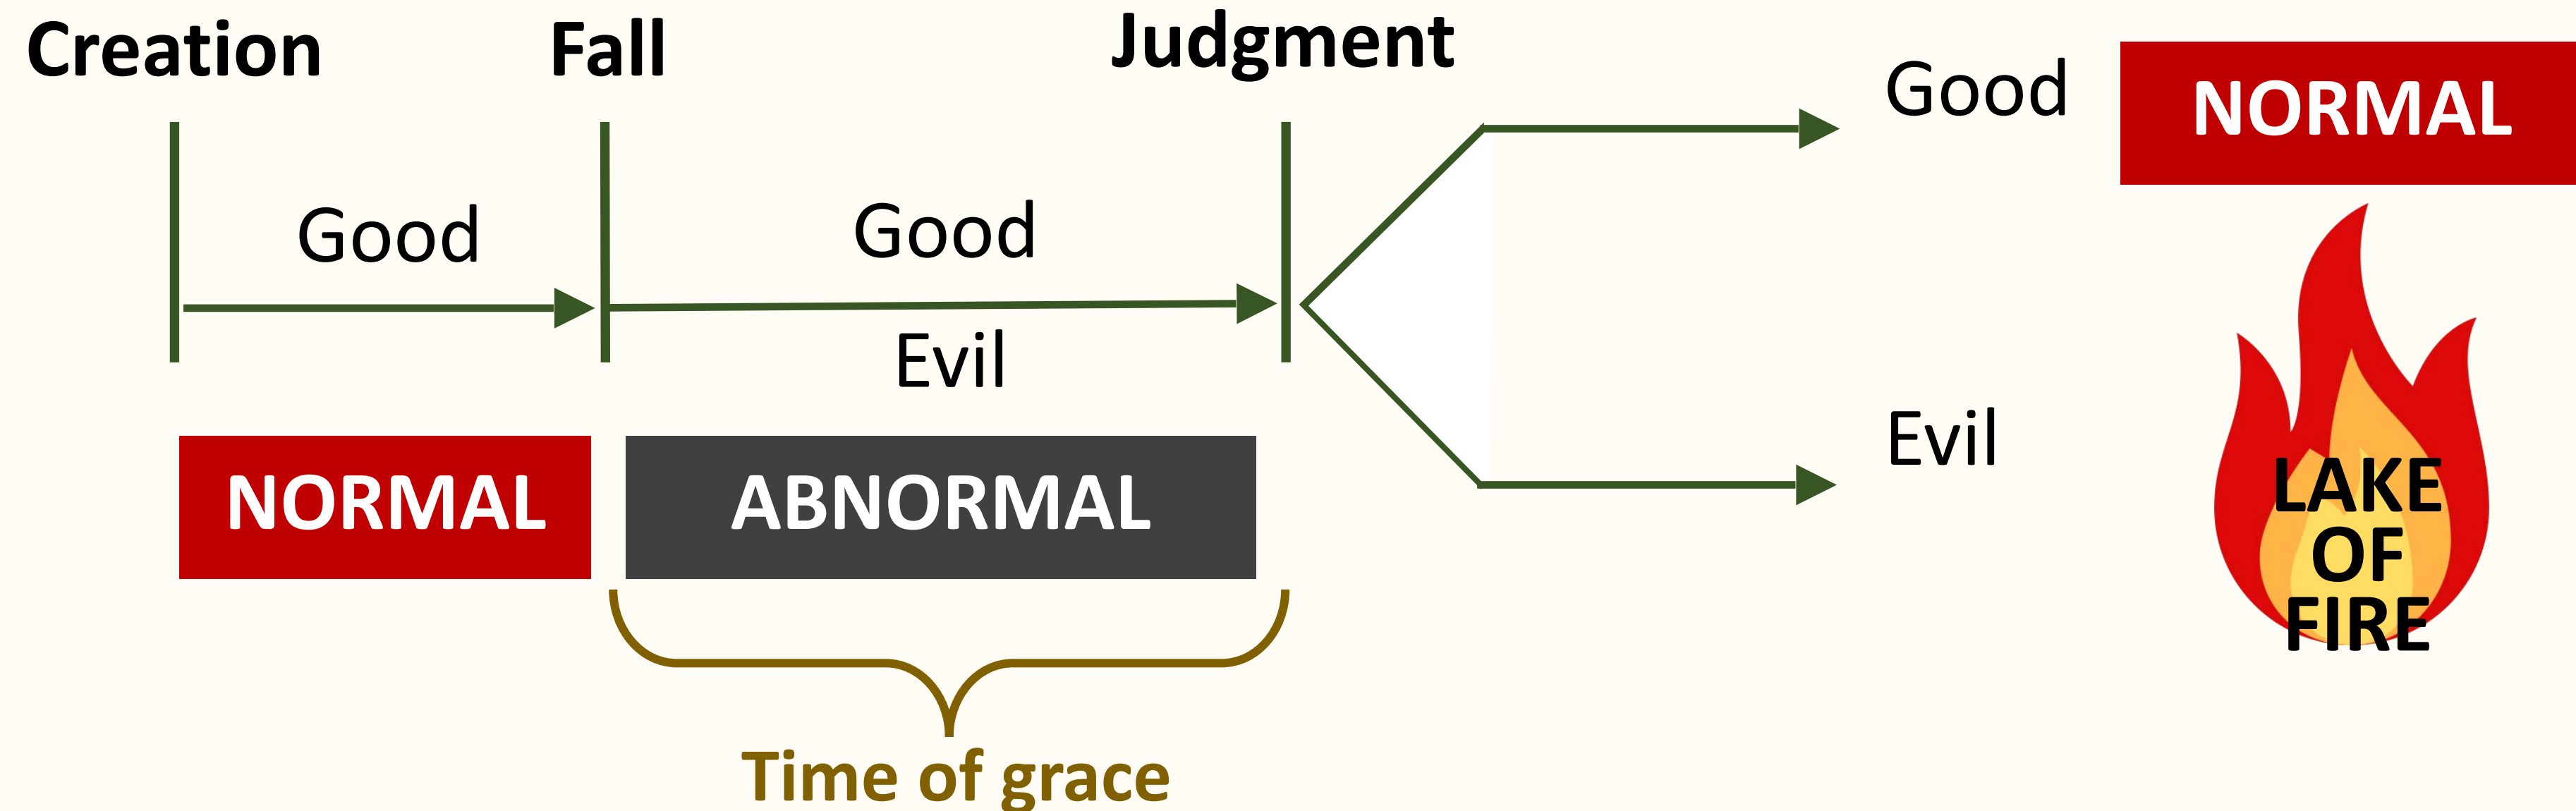 Creation
Fall
Judgment
Good
NORMAL
Good
Good
Evil
Evil
NORMAL
ABNORMAL
LAKE
OF
FIRE
Time of grace